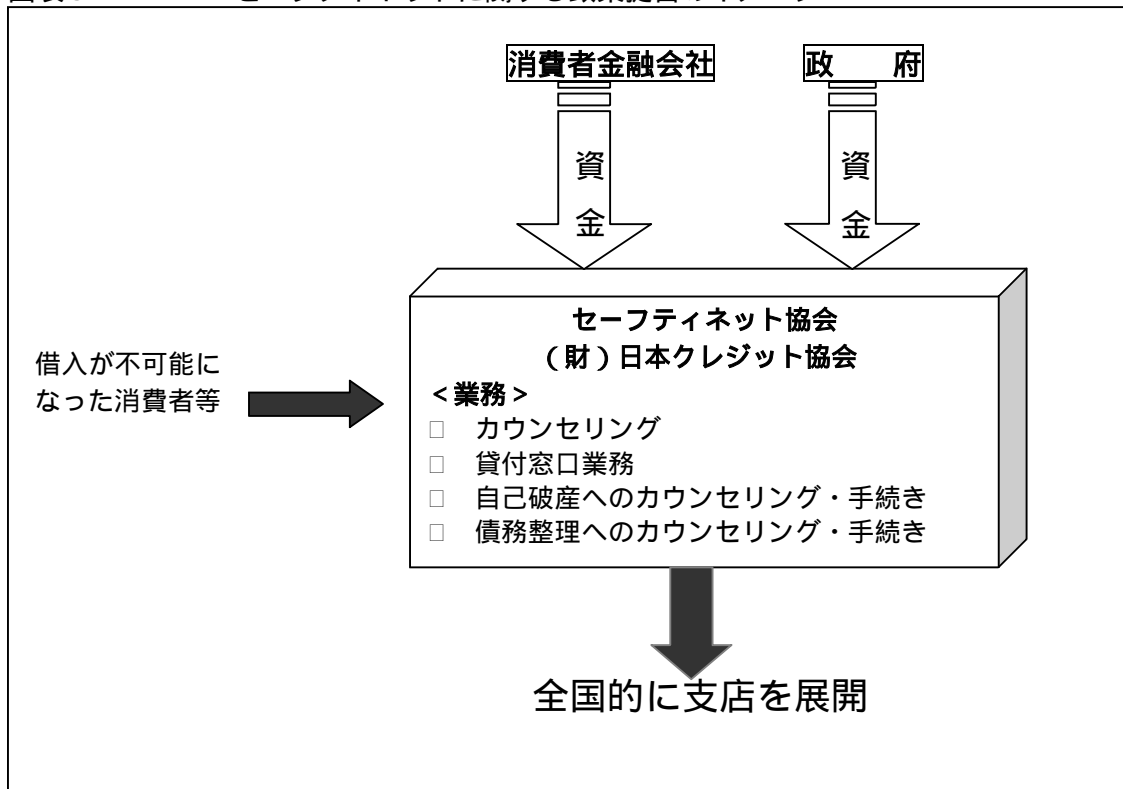 消費者金融会社
政　　府
資金
資金
セーフティネット協会
（財）日本クレジット協会
借入が不可能に
なった消費者等
＜業務＞
□　カウンセリング
□　貸付窓口業務
□　自己破産へのカウンセリング・手続き
□　債務整理へのカウンセリング・手続き
全国的に支店を展開